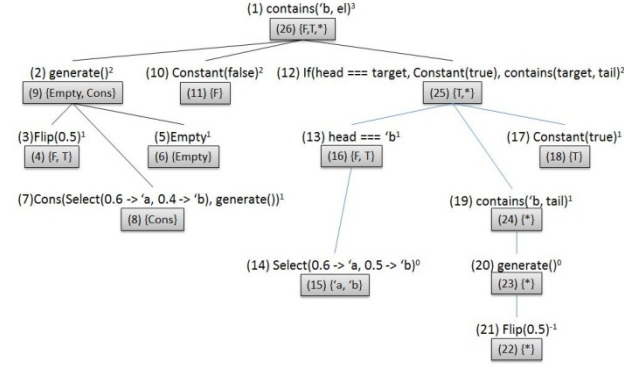 (1) contains(‘b, el)³
(26) {F,T,*}
(2) generate()²
(10) Constant(false)²
(12) If(head === target, Constant(true), contains(target, tail)²
(9) {Empty, Cons}
(11) {F}
(25) {T,*}
(3)Flip(0.5)¹
(5)Empty¹
(13) head === ‘b¹
(17) Constant(true)¹
(4) {F, T}
(6) {Empty}
(16) {F, T}
(18) {T}
(7)Cons(Select(0.6 -> ‘a, 0.4 -> ‘b), generate())¹
(19) contains(‘b, tail)¹
(8) {Cons}
(24) {*}
(14) Select(0.6 -> ‘a, 0.5 -> ‘b)⁰
(20) generate()⁰
(15) {‘a, ‘b}
(23) {*}
(21) Flip(0.5)⁻¹
(22) {*}